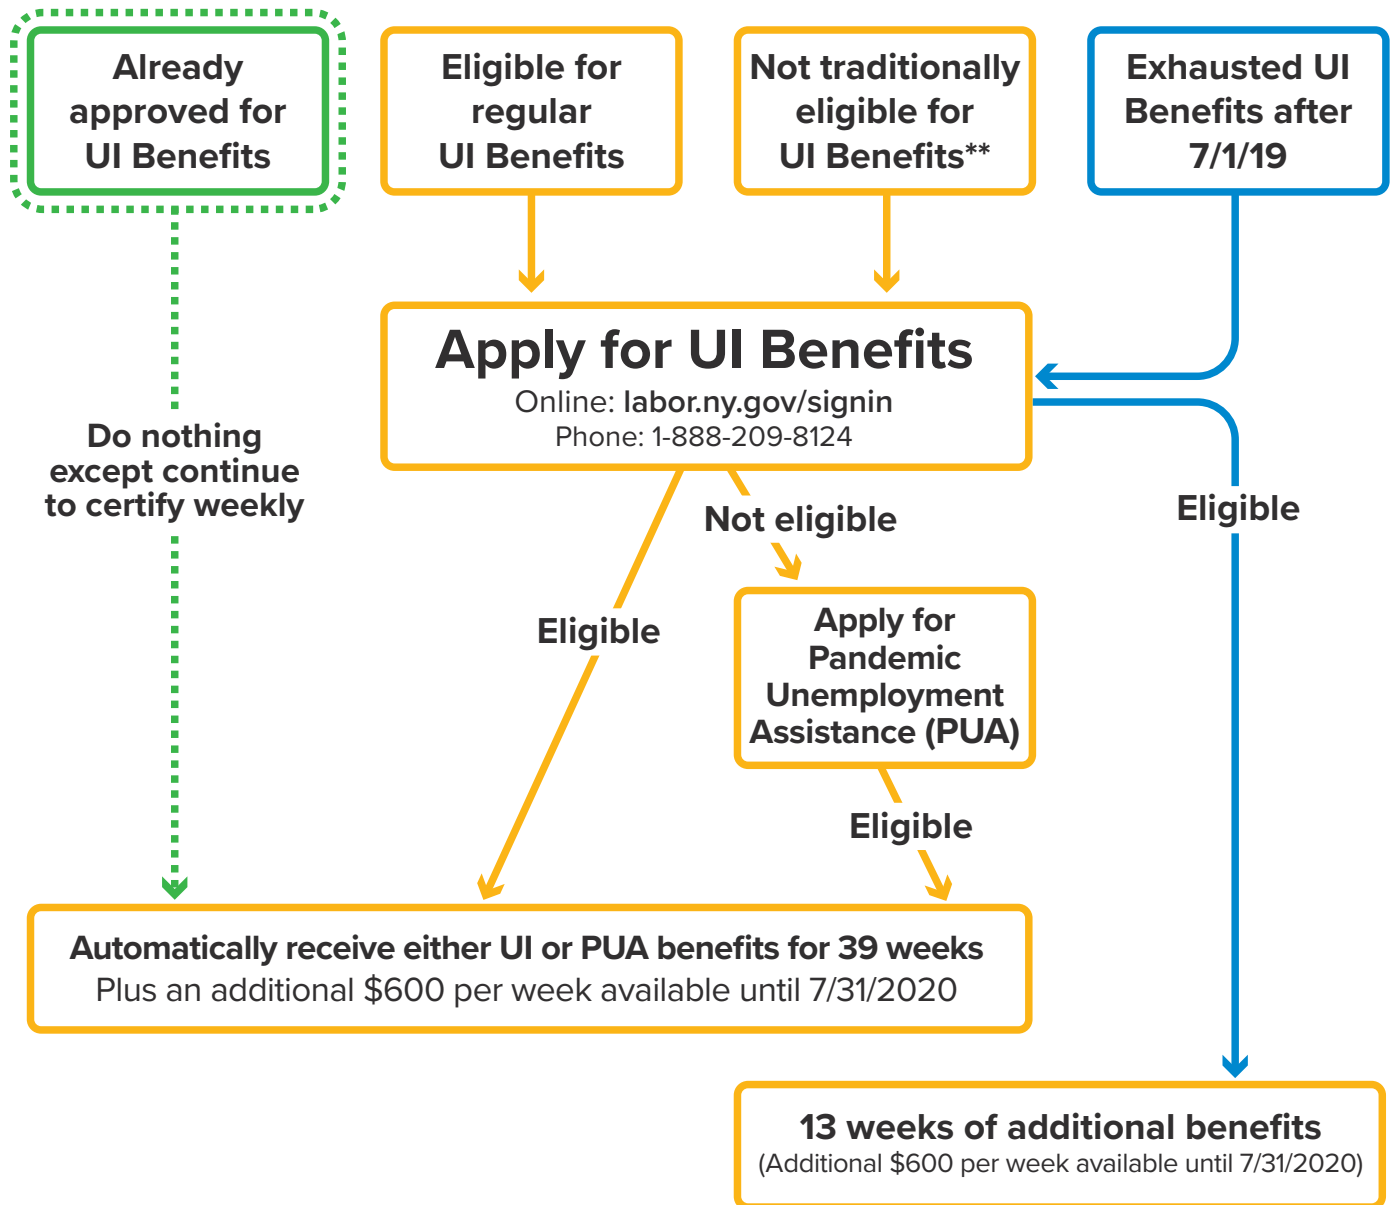 Already
approved for
UI Benefits
Eligible for
regular
UI Benefits
Not traditionally
eligible for
UI Benefits**
Exhausted UI
Benefits after
7/1/19
Apply for UI Benefits
Online: labor.ny.gov/signin
Phone: 1-888-209-8124
Do nothing
except continue
to certify weekly
Not eligible
Eligible
Eligible
Apply for
Pandemic
Unemployment
Assistance (PUA)
Eligible
Automatically receive either UI or PUA benefits for 39 weeks
Plus an additional $600 per week available until 7/31/2020
13 weeks of additional benefits
(Additional $600 per week available until 7/31/2020)